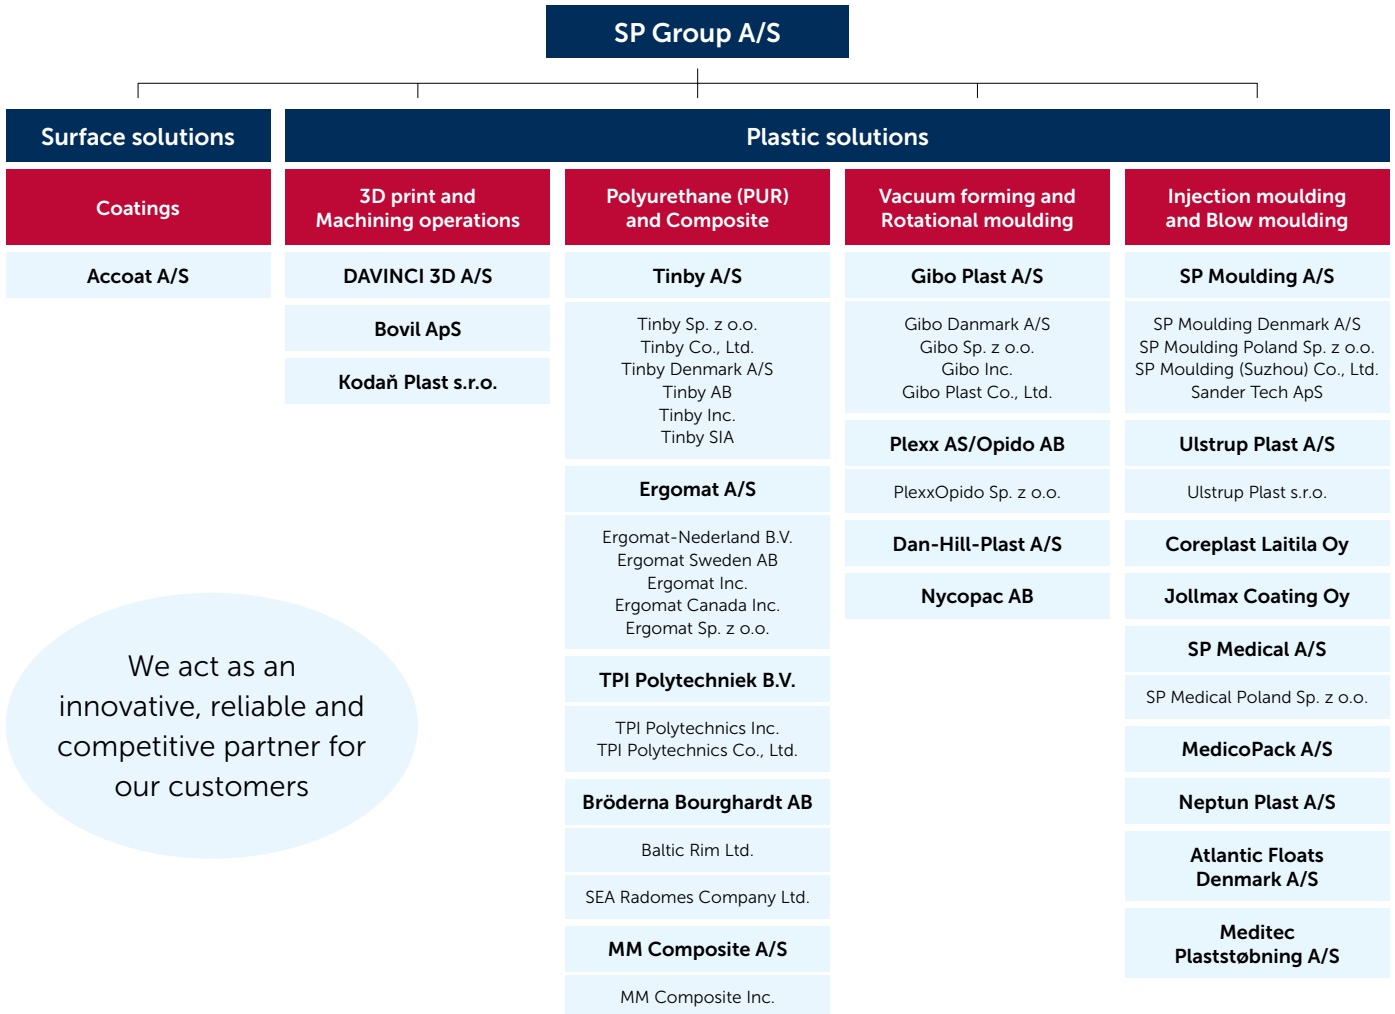 SP Group A/S
Surface solutions
Plastic solutions
Coatings
Accoat A/S
3D print and
Machining operations
DAVINCI 3D A/S
Bovil ApS
Kodaň Plast s.r.o.
Polyurethane (PUR)
and Composite
Tinby A/S
Tinby Sp. z o.o.
Tinby Co., Ltd.
Tinby Denmark A/S
Tinby AB
Tinby Inc.
Tinby SIA
Ergomat A/S
Ergomat-Nederland B.V.
Ergomat Sweden AB
Ergomat Inc.
Ergomat Canada Inc.
Ergomat Sp. z o.o.
TPI Polytechniek B.V.
TPI Polytechnics Inc.
TPI Polytechnics Co., Ltd.
Bröderna Bourghardt AB
Baltic Rim Ltd.
SEA Radomes Company Ltd.
MM Composite A/S
MM Composite Inc.
Vacuum forming and
Rotational moulding
Gibo Plast A/S
Gibo Danmark A/S
Gibo Sp. z o.o.
Gibo Inc.
Gibo Plast Co., Ltd.
Plexx AS/Opido AB
PlexxOpido Sp. z o.o.
Dan-Hill-Plast A/S
Nycopac AB
Injection moulding
and Blow moulding
SP Moulding A/S
SP Moulding Denmark A/S
SP Moulding Poland Sp. z o.o.
SP Moulding (Suzhou) Co., Ltd.
Sander Tech ApS
Ulstrup Plast A/S
Ulstrup Plast s.r.o.
Coreplast Laitila Oy
Jollmax Coating Oy
SP Medical A/S
SP Medical Poland Sp. z o.o.
MedicoPack A/S
Neptun Plast A/S
Atlantic Floats
Denmark A/S
Meditec
Plaststøbning A/S
We act as an
innovative, reliable and
competitive partner for
our customers